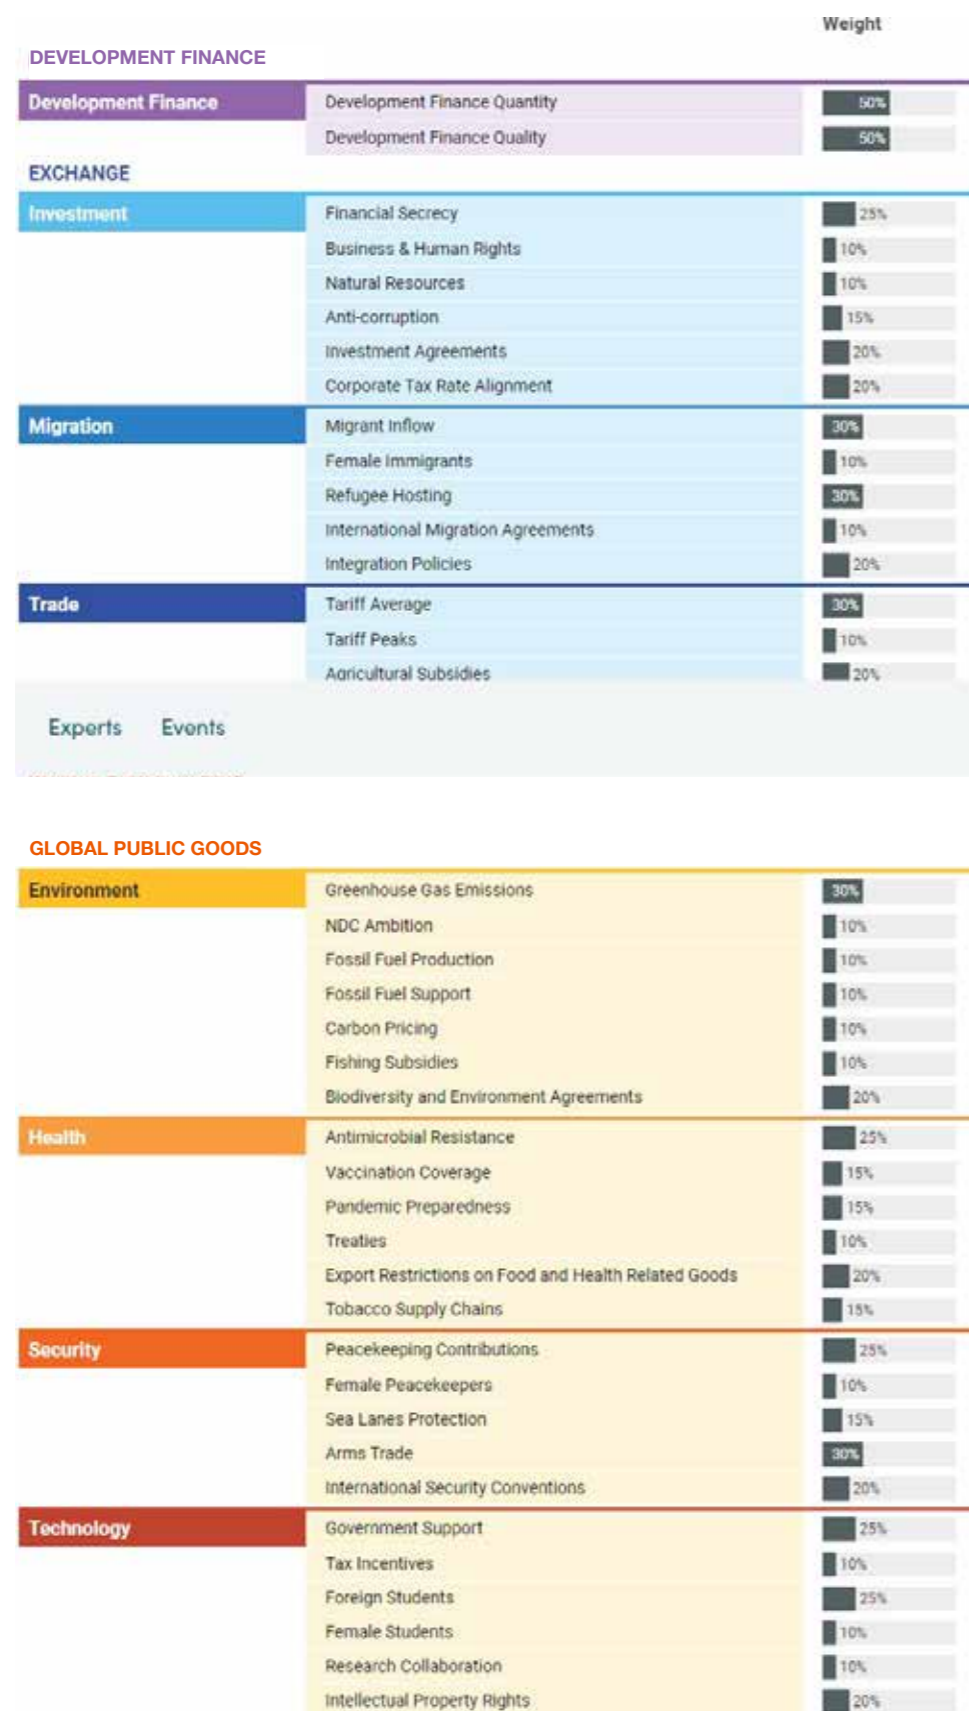 Weight
DEVELOPMENT FINANCE
Development Finance Development Finance Quantity 50%
Development Finance Quality 50%
EXCHANGE
Investment Financial Secrecy 25%
Business & Human Rights 10%
Natural Resources 10%
Anti-corruption 15%
Investment Agreements 20%
Corporate Tax Rate Alignment 20%
Migration Migrant Inflow 30%
Female Immigrants 10%
Refugee Hosting 30%
International Migration Agreements 10%
Integration Policies 20%
Trade Tariff Average 30%
Tariff Peaks 10%
Agricultural Subsidies 20%
Experts Events
GLOBAL PUBLIC GOODS
Environment Greenhouse Gas Emissions 30%
NDC Ambition 10%
Fossil Fuel Production 10%
Fossil Fuel Support 10%
Carbon Pricing 10%
Fishing Subsidies 10%
Biodiversity and Environment Agreements 20%
Health Antimicrobial Resistance 25%
Vaccination Coverage 15%
Pandemic Preparedness 15%
Treaties 10%
Export Restrictions on Food and Health Related Goods 20%
Tobacco Supply Chains 15%
Security Peacekeeping Contributions 25%
Female Peacekeepers 10%
Sea Lanes Protection 15%
Arms Trade 30%
International Security Conventions 20%
Technology Government Support 25%
Tax Incentives 10%
Foreign Students 25%
Female Students 10%
Research Collaboration 10%
Intellectual Property Rights 20%